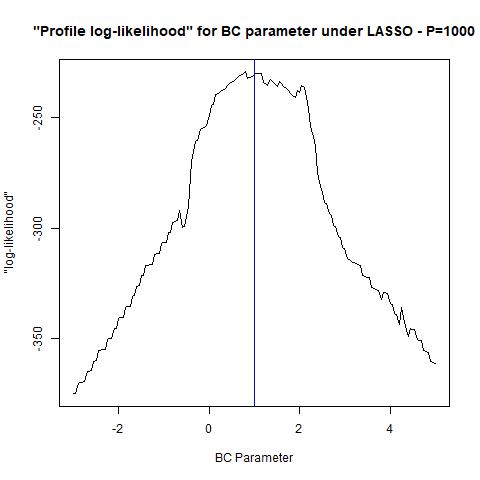 "Profile log-likelihood" for BC parameter under LASSO - P=1000
"log-likelihood"
-250
-300
-350
-2
0
2
4
BC Parameter